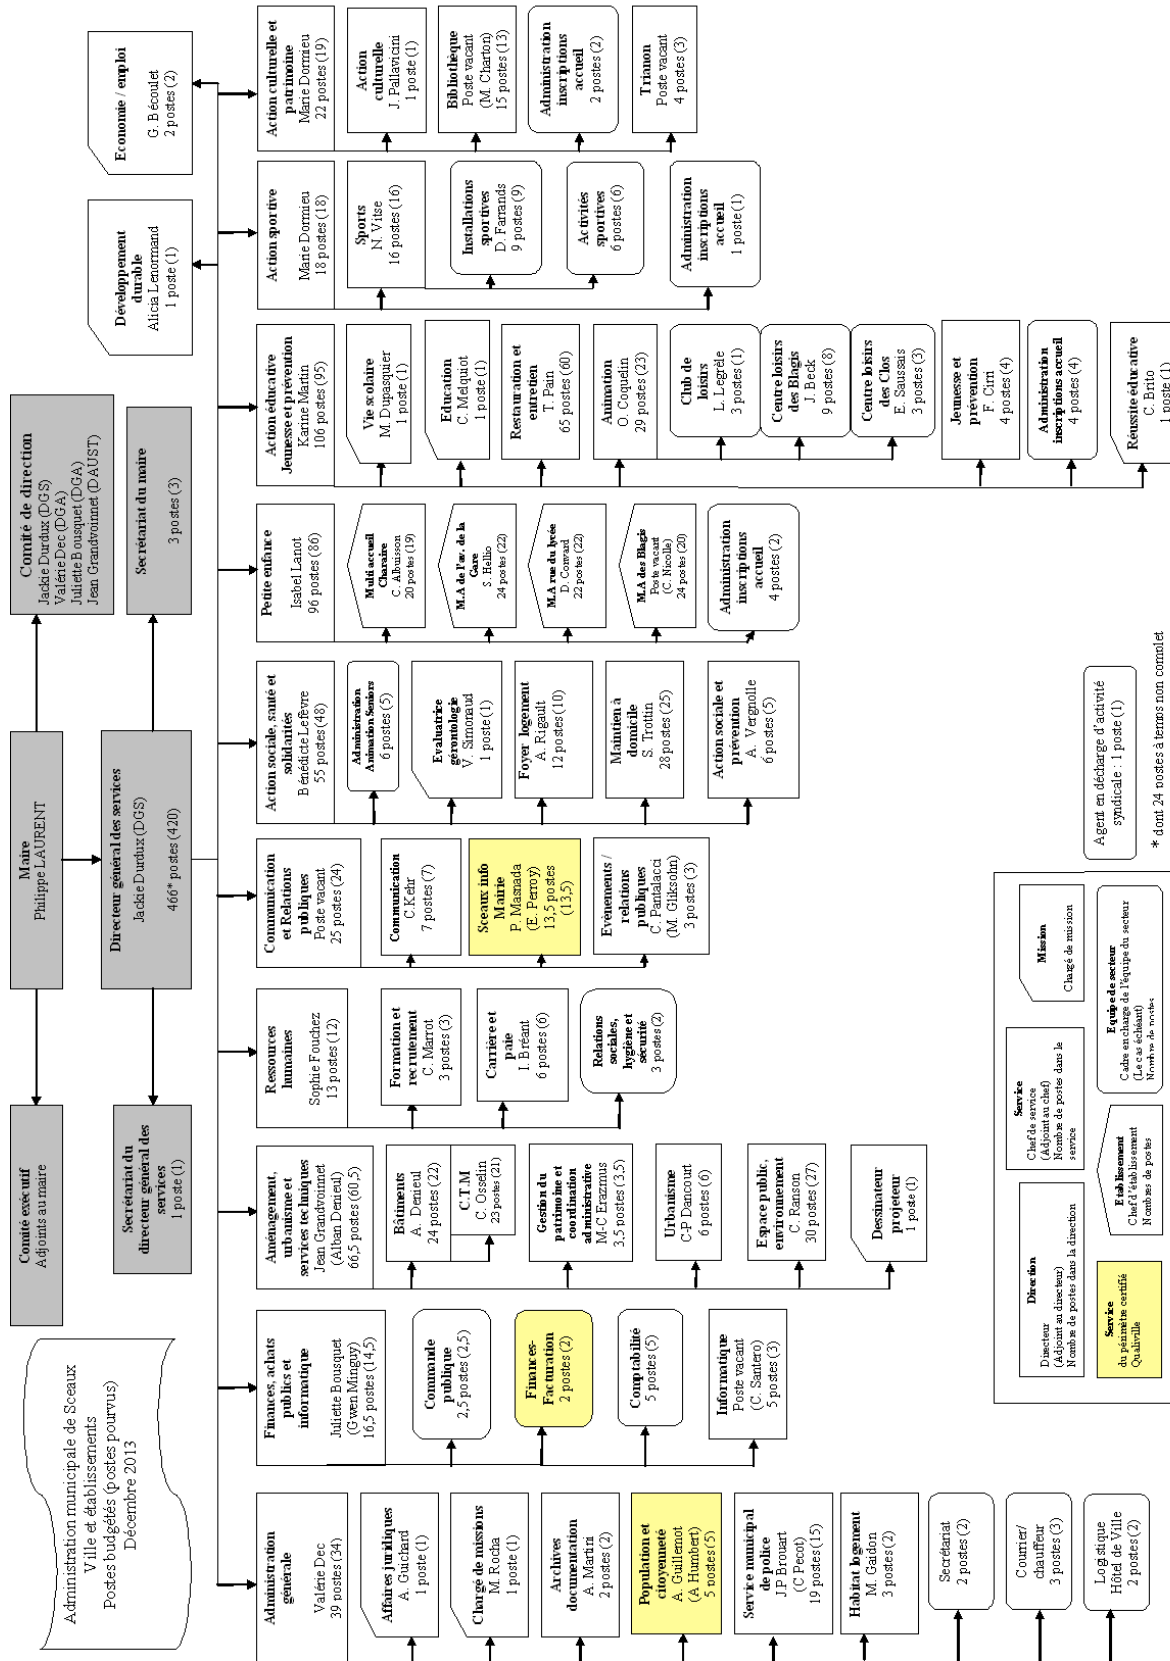 Administration municipale de Sceaux
Ville et établissements
Postes budgétés (postes pourvus)
Décembre 2013
Comité exécutif
Adjoints au maire
Maire
Philippe LAURENT
Comité de direction
Jackie Durdux (DGS)
Valérie Dec (DGA)
Juliette Bousquet (DGA)
Jean Grandvoinnet (DAUST)
Secrétariat du
directeur général des
services
1 poste (1)
Directeur général des services
Jackie Durdux (DGS)
466* postes (420)
Secrétariat du maire
3 postes (3)
Développement
durable
Alicia Lenormand
1 poste (1)
Economie / emploi
G. Bécoulet
2 postes (2)
Administration
générale
Valérie Dec
39 postes (34)
Affaires juridiques
A. Guichard
1 poste (1)
Chargé de missions
M. Rocha
1 poste (1)
Archives
documentation
A. Martini
2 postes (2)
Population et
citoyenneté
A. Guillemot
(A Humbert)
5 postes (5)
Service municipal
de police
J.P Brouart
(C Pecot)
19 postes (15)
Habitat logement
M. Gaidon
3 postes (2)
Secrétariat
2 postes (2)
Courrier/
chauffeur
3 postes (3)
Logistique
Hôtel de Ville
2 postes (2)
Finances, achats
publics et
informatique
Juliette Bousquet
(Gwen Minguy)
16,5 postes (14,5)
Commande
publique
2,5 postes (2,5)
Finances-
Facturation
2 postes (2)
Comptabilité
5 postes (5)
Informatique
Poste vacant
(C. Santero)
5 postes (3)
Aménagement,
urbanisme et
services techniques
Jean Grandvoinnet
(Alban Denieul)
66,5 postes (60,5)
Bâtiments
A. Denieul
24 postes (22)
C.T.M
C. Osselin
23 postes (21)
Gestion du
patrimoine et
coordination
administrative
M-C Erazmus
3,5 postes (3,5)
Urbanisme
C-P Dancourt
6 postes (6)
Espace public,
environnement
C. Ranson
30 postes (27)
Dessinateur
projeteur
1 poste (1)
Ressources
humaines
Sophie Fouchez
13 postes (12)
Formation et
recrutement
C. Marrot
3 postes (3)
Carrière et
paie
I. Bréant
6 postes (6)
Relations
sociales,
hygiène et
sécurité
3 postes (2)
Communication
et Relations
publiques
Poste vacant
25 postes (24)
Communication
C.Kehr
7 postes (7)
Sceaux info
Mairie
P. Masnada
(E. Perroy)
13,5 postes
(13,5)
Evènements /
relations
publiques
C. Pantalacci
(M. Gliksohn)
3 postes (3)
Action sociale, santé et
solidarités
Bénédicte Lefèvre
55 postes (48)
Administration
Animation Seniors
6 postes (5)
Evaluatrice
gérontologie
V. Simonaud
1 poste (1)
Foyer logement
A. Rigault
12 postes (10)
Maintien à
domicile
S. Trottin
28 postes (25)
Action sociale et
prévention
A. Vergnolle
6 postes (5)
Petite enfance
Isabel Lanot
96 postes (86)
Multi accueil
Charaire
C. Albuisson
20 postes (19)
M.A de l'av. de la
Gare
S. Hellio
24 postes (22)
M.A rue du lycée
D. Convard
22 postes (22)
M.A des Blagis
Poste vacant
(C. Nicolle)
24 postes (20)
Administration
inscriptions
accueil
4 postes (2)
Action éducative
Jeunesse et prévention
Karine Martin
106 postes (95)
Vie scolaire
M. Dupasquier
1 poste (1)
Education
C. Malquiot
1 poste (1)
Restauration et
entretien
T. Pain
65 postes (60)
Animation
O. Coquelin
29 postes (23)
Club de
loisirs
L. Legrèle
3 postes (1)
Centre loisirs
des Blagis
J. Beck
9 postes (8)
Centre loisirs
des Clos
E. Saussais
3 postes (3)
Jeunesse et
prévention
F. Cirri
4 postes (4)
Administration
inscriptions accueil
4 postes (4)
Réussite éducative
C. Brito
1 poste (1)
Action sportive
Marie Dormieu
18 postes (18)
Sports
N. Vitse
16 postes (16)
Installations
sportives
D. Farrands
9 postes (9)
Activités
sportives
6 postes (6)
Administration
inscriptions
accueil
1 poste (1)
Action culturelle et
patrimoine
Marie Dormieu
22 postes (19)
Action
culturelle
J. Pallavicini
1 poste (1)
Bibliothèque
Poste vacant
(M. Charton)
15 postes (13)
Administration
inscriptions
accueil
2 postes (2)
Trianon
Poste vacant
4 postes (3)
Direction
Directeur
(Adjoint au directeur)
Nombre de postes dans la direction
Service
Chef de service
(Adjoint au chef)
Nombre de postes dans le
service
Mission
Chargé de mission
Service
du périmètre certifié
Qualiville
Etablissement
Chef d'établissement
Nombres de postes
Equipe de secteur
Cadre en charge de l'équipe du secteur
(Le cas échéant)
Nombre de postes
Agent en décharge d'activité
syndicale : 1 poste (1)
* dont 24 postes à temps non complet